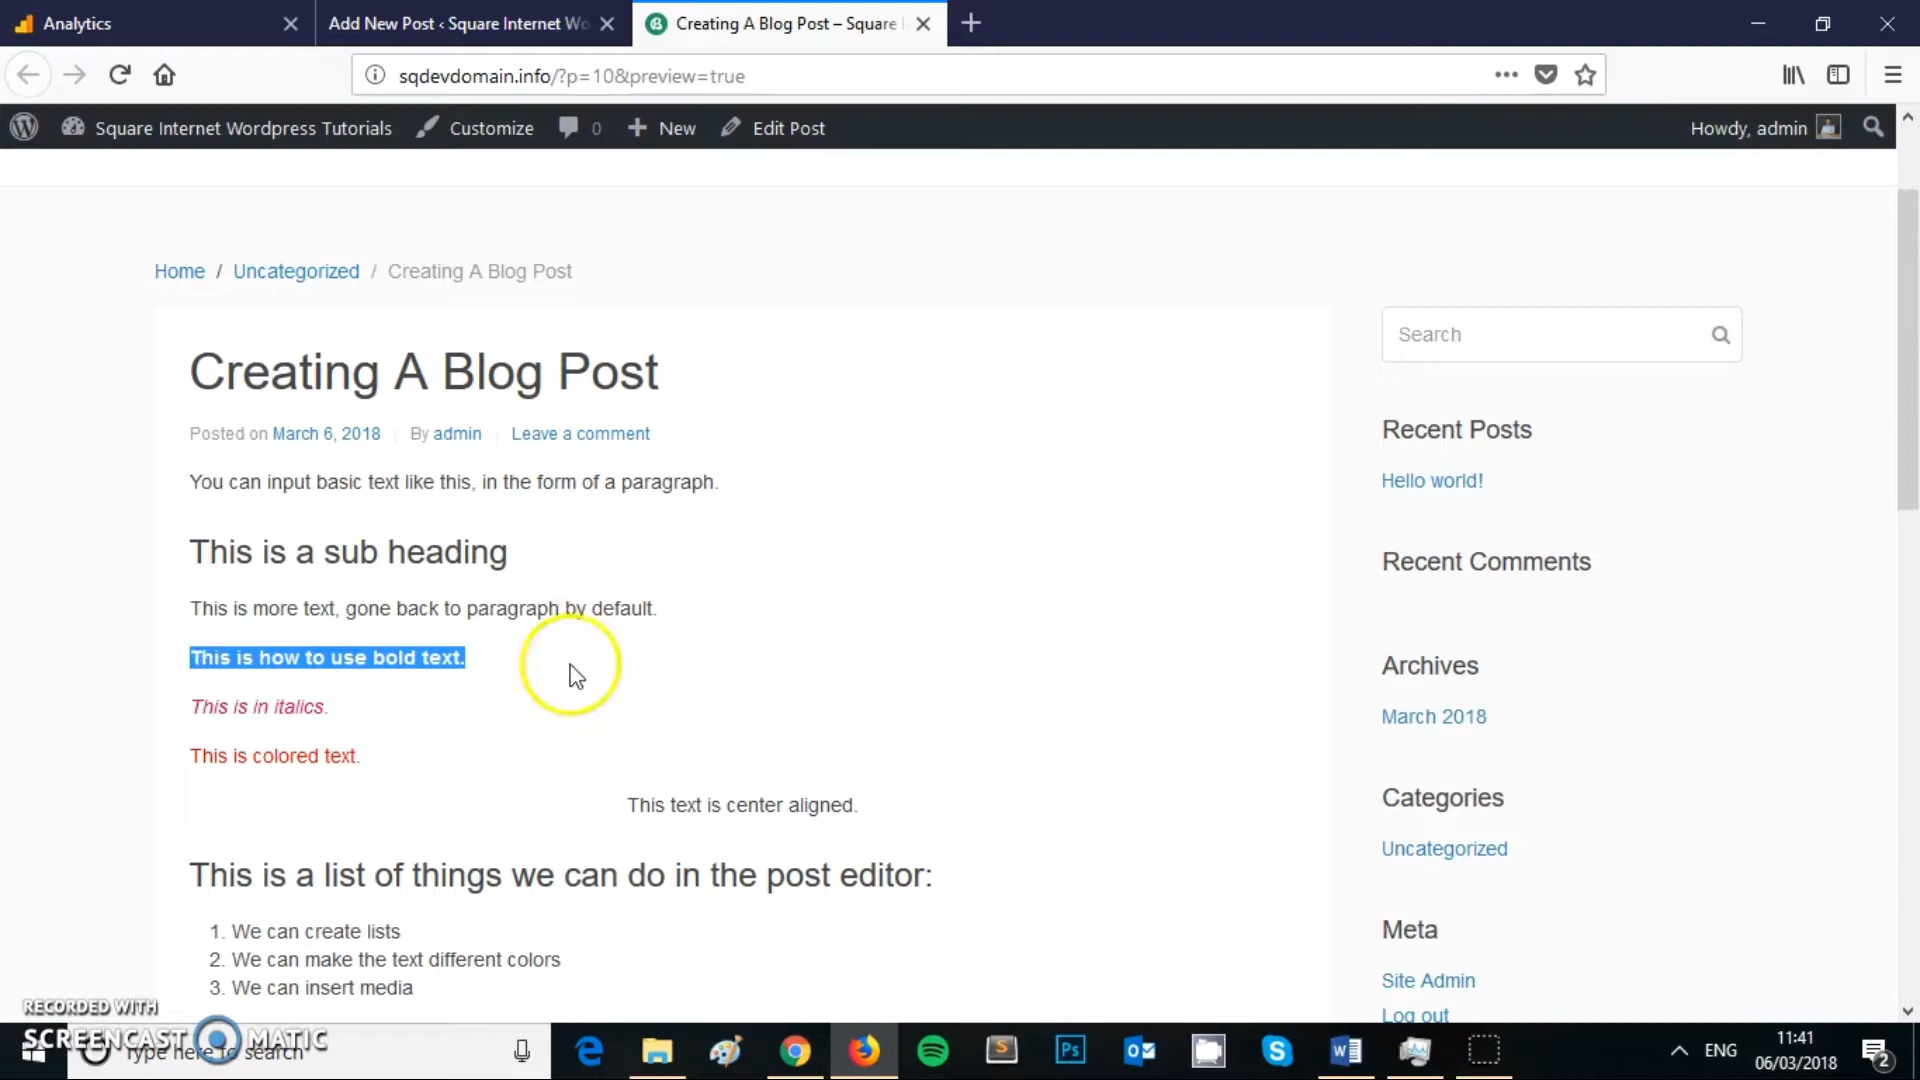 Analytics
Add New Post ‹ Square Internet Wo
Creating A Blog Post – Square I
sqdevdomain.info/?p=10&preview=true
Square Internet Wordpress Tutorials
Customize
0
New
Edit Post
Howdy, admin
Home / Uncategorized / Creating A Blog Post
Creating A Blog Post
Posted on March 6, 2018
By admin
Leave a comment
You can input basic text like this, in the form of a paragraph.
This is a sub heading
This is more text, gone back to paragraph by default.
This is how to use bold text.
This is in italics.
This is colored text.
This text is center aligned.
This is a list of things we can do in the post editor:
1. We can create lists
2. We can make the text different colors
3. We can insert media
Search
Recent Posts
Hello world!
Recent Comments
Archives
March 2018
Categories
Uncategorized
Meta
Site Admin
Log out
RECORDED WITH
SCREENCAST MATIC
Type here to search
Ps
ENG
11:41
06/03/2018
2